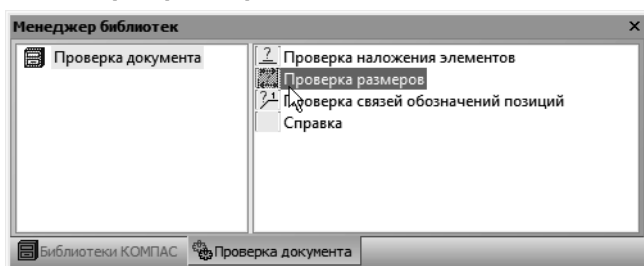 Менеджер библиотек
Проверка документа
Проверка наложения элементов
Проверка размеров
Проверка связей обозначений позиций
Справка
Библиотеки КОМПАС
Проверка документа